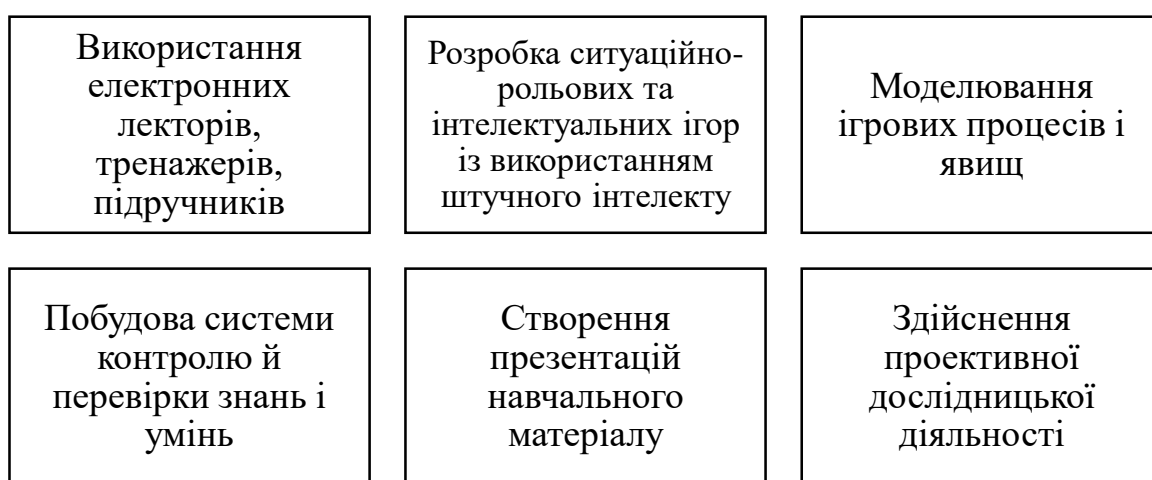 Використання
електронних
лекторів,
тренажерів,
підручників
Розробка ситуаційно-
рольових та
інтелектуальних ігор
із використанням
штучного інтелекту
Моделювання
ігрових процесів і
явищ
Побудова системи
контролю й
перевірки знань і
умінь
Створення
презентацій
навчального
матеріалу
Здійснення
проективної
дослідницької
діяльності